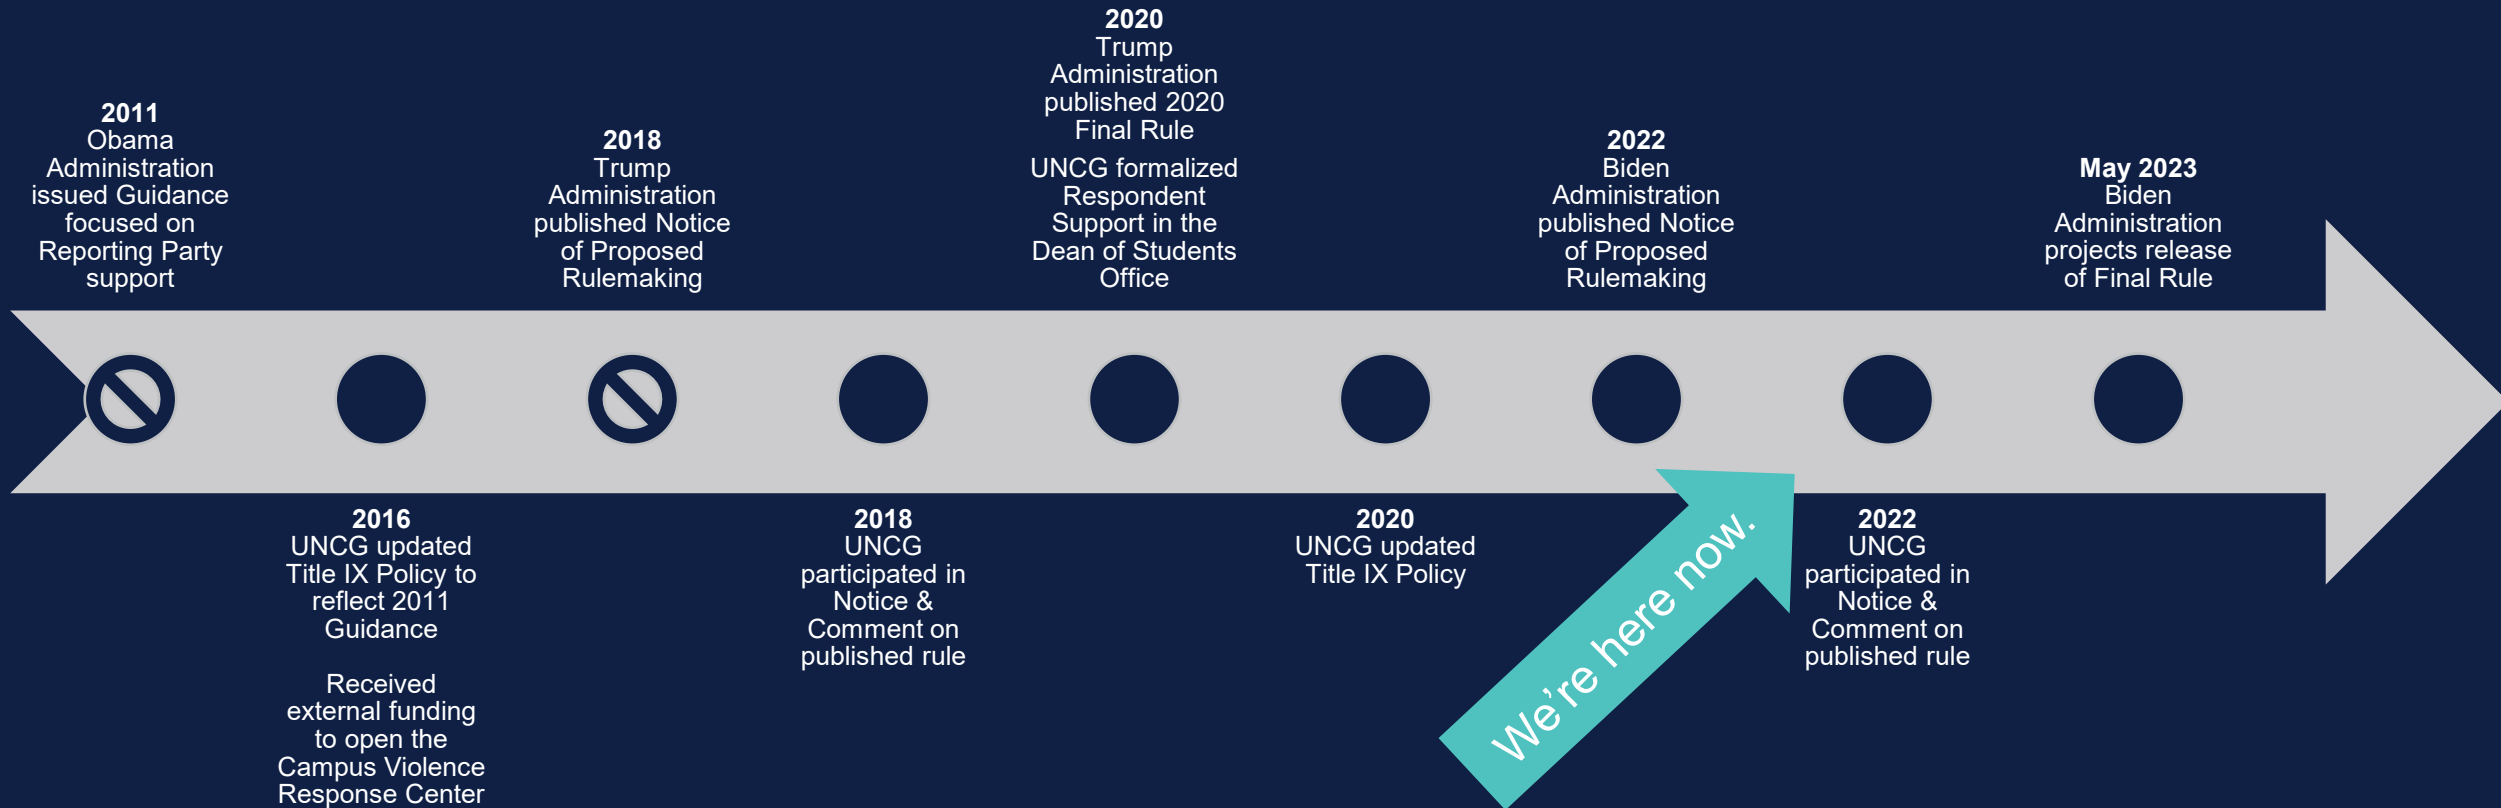 2011
Obama
Administration
issued Guidance
focused on
Reporting Party
support
2016
UNCG updated
Title IX Policy to
reflect 2011
Guidance
Received
external funding
to open the
Campus Violence
Response Center
2018
Trump
Administration
published Notice
of Proposed
Rulemaking
2018
UNCG
participated in
Notice &
Comment on
published rule
2020
Trump
Administration
published 2020
Final Rule
UNCG formalized
Respondent
Support in the
Dean of Students
Office
2020
UNCG updated
Title IX Policy
2022
Biden
Administration
published Notice
of Proposed
Rulemaking
We’re here now.
2022
UNCG
participated in
Notice &
Comment on
published rule
May 2023
Biden
Administration
projects release
of Final Rule